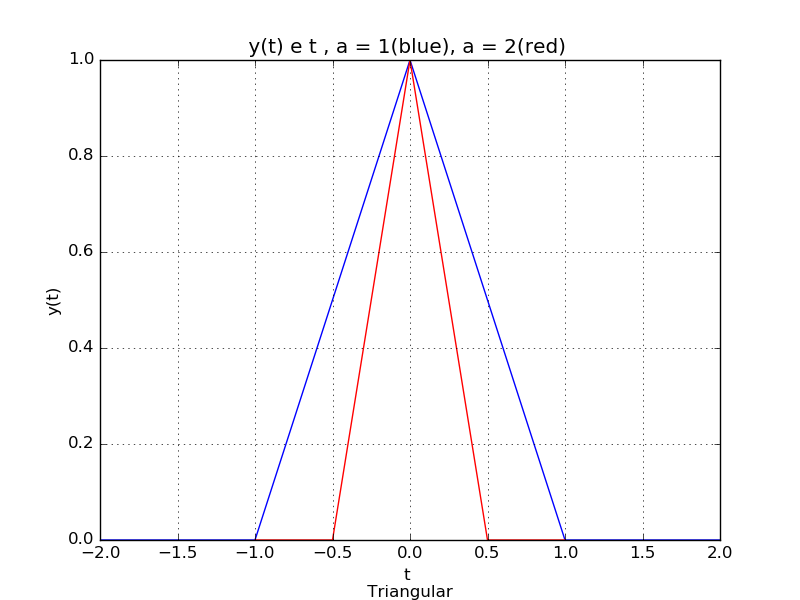 y(t) e t , a = 1(blue), a = 2(red)
1.0
0.8
0.6
0.4
0.2
0.0
y(t)
−2.0 −1.5 −1.0 −0.5 0.0 0.5 1.0 1.5 2.0
t
Triangular